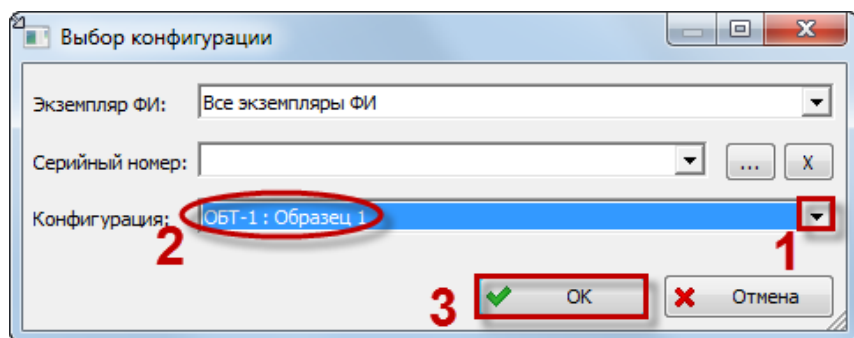 2
Выбор конфигурации
Экземпляр ФИ: Все экземпляры ФИ
Серийный номер: ... X
Конфигурация: ОБТ-1 : Образец 1
2 1
3 OK Отмена